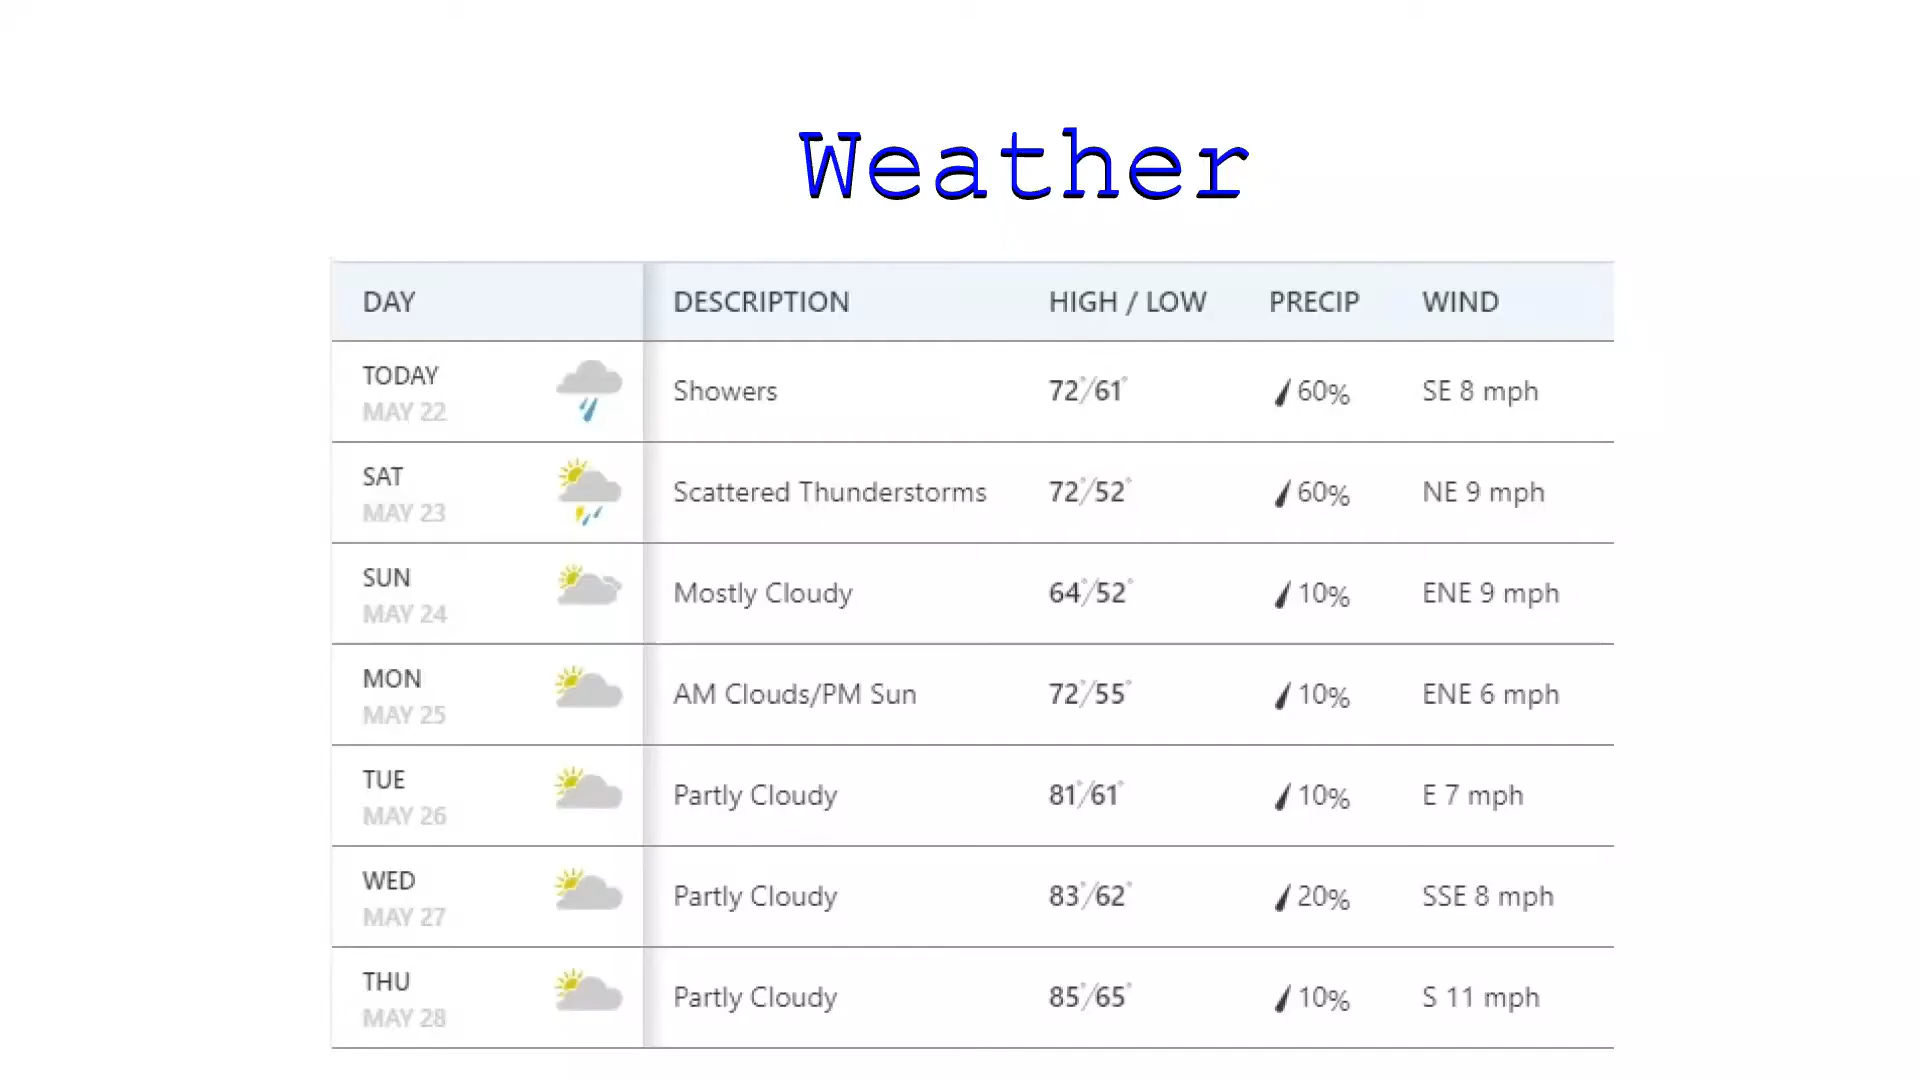 Weather
DAY DESCRIPTION HIGH / LOW PRECIP WIND
TODAY
MAY 22
Showers 72°/61° 60% SE 8 mph
SAT
MAY 23
Scattered Thunderstorms 72°/52° 60% NE 9 mph
SUN
MAY 24
Mostly Cloudy 64°/52° 10% ENE 9 mph
MON
MAY 25
AM Clouds/PM Sun 72°/55° 10% ENE 6 mph
TUE
MAY 26
Partly Cloudy 81°/61° 10% E 7 mph
WED
MAY 27
Partly Cloudy 83°/62° 20% SSE 8 mph
THU
MAY 28
Partly Cloudy 85°/65° 10% S 11 mph